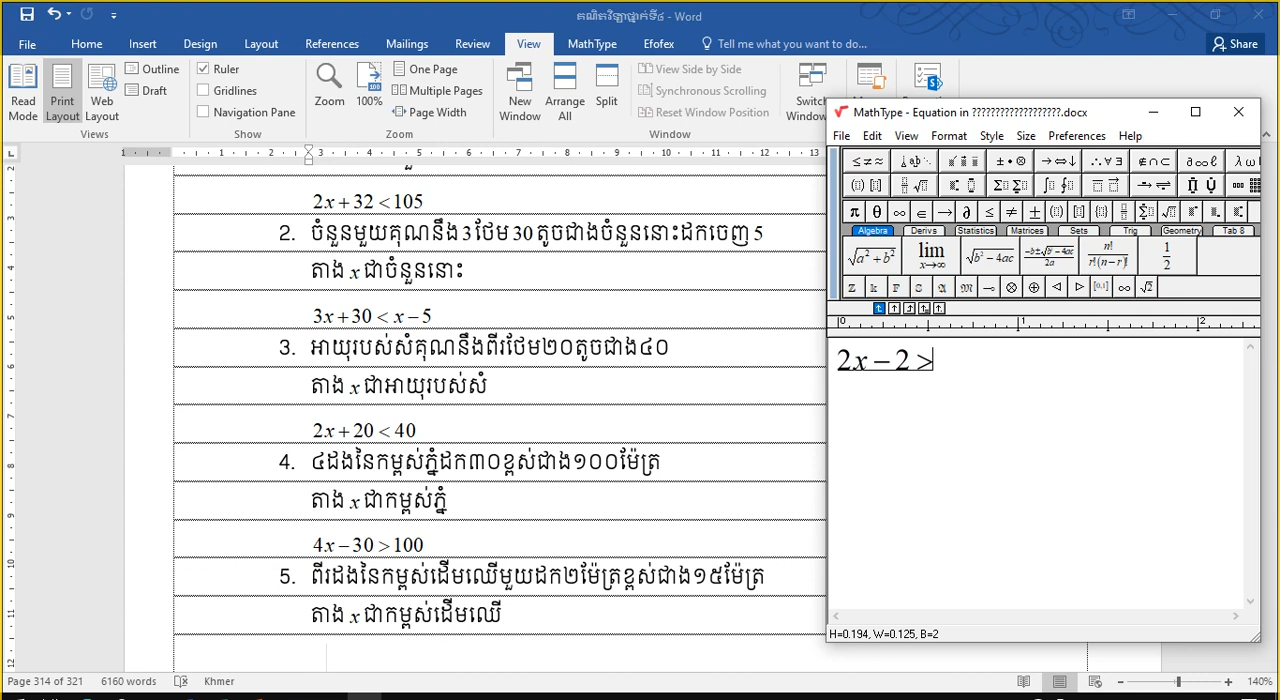 គណិតវិទ្យាថ្នាក់ទី៤ - Word
File Home Insert Design Layout References Mailings Review View MathType Efofex Tell me what you want to do... Share
Read Mode Print Layout Web Layout Outline Draft
Views
Ruler Gridlines Navigation Pane
Show
Zoom 100% One Page Multiple Pages Page Width
Zoom
New Window Arrange All Split View Side by Side Synchronous Scrolling Reset Window Position Switch Windows
Window
2x+32<105
2. ចំនួនមួយគុណនឹង3ថែម30តូចជាងចំនួននោះដកចេញ5
តាង x ជាចំនួននោះ
3x+30<x−5
3. អាយុរបស់សំគុណនឹងពីរថែម២០តូចជាង៤០
តាង x ជាអាយុរបស់សំ
2x+20<40
4. ៤ដងនៃកម្ពស់ភ្នំដក៣០ខ្ពស់ជាង១០០ម៉ែត្រ
តាង x ជាកម្ពស់ភ្នំ
4x−30>100
5. ពីរដងនៃកម្ពស់ដើមឈើមួយដក២ម៉ែត្រខ្ពស់ជាង១៥ម៉ែត្រ
តាង x ជាកម្ពស់ដើមឈើ
MathType - Equation in ???????????????????.docx
File Edit View Format Style Size Preferences Help
Algebra Derivs Statistics Matrices Sets Trig Geometry Tab 8
2x−2>
H=0.194, W=0.125, B=2
Page 314 of 321 6160 words Khmer 140%